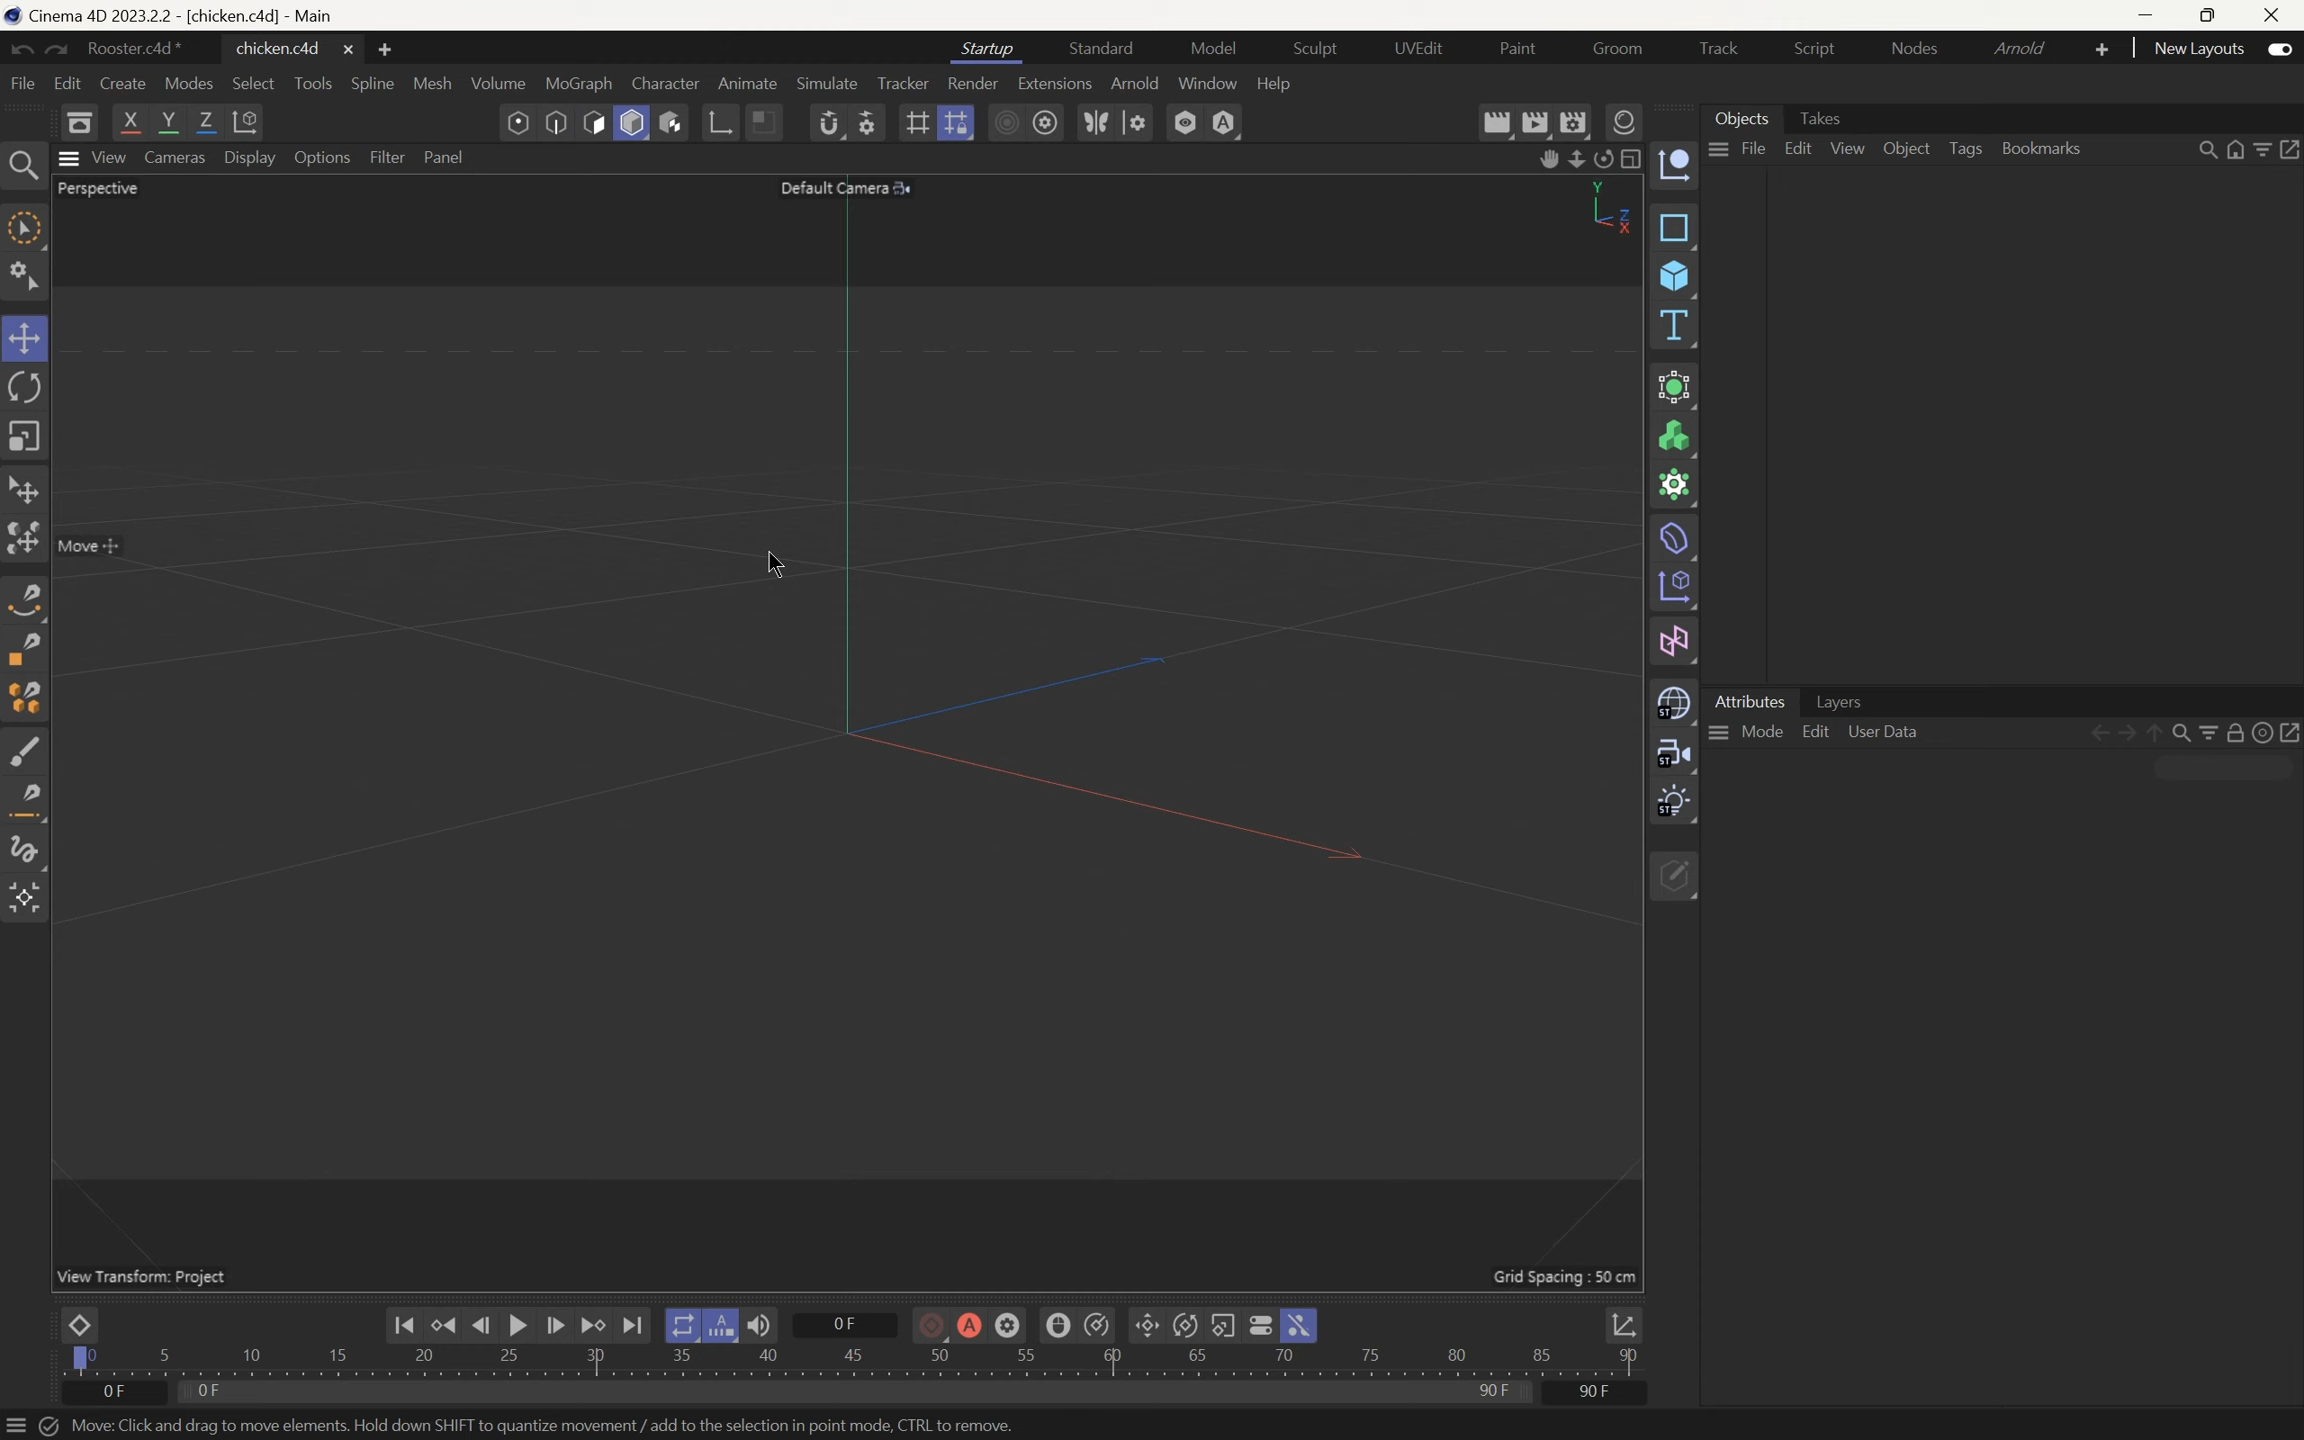 Cinema 4D 2023.2.2 - [chicken.c4d] - Main
Rooster.c4d * chicken.c4d
Startup Standard Model Sculpt UVEdit Paint Groom Track Script Nodes Arnold New Layouts
File Edit Create Modes Select Tools Spline Mesh Volume MoGraph Character Animate Simulate Tracker Render Extensions Arnold Window Help
X Y Z
A
Objects Takes
File Edit View Object Tags Bookmarks
View Cameras Display Options Filter Panel
Perspective
Default Camera
Y
Z
X
T
Move
Attributes Layers
Mode Edit User Data
ST
ST
ST
View Transform: Project
Grid Spacing : 50 cm
A
0 F
A
0 5 10 15 20 25 30 35 40 45 50 55 60 65 70 75 80 85 90
0 F 0 F 90 F 90 F
Move: Click and drag to move elements. Hold down SHIFT to quantize movement / add to the selection in point mode, CTRL to remove.